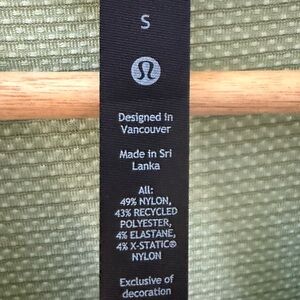 S
Designed in
Vancouver
Made in Sri
Lanka
All:
49% NYLON,
43% RECYCLED
POLYESTER,
4% ELASTANE,
4% X-STATIC®
NYLON
Exclusive of
decoration